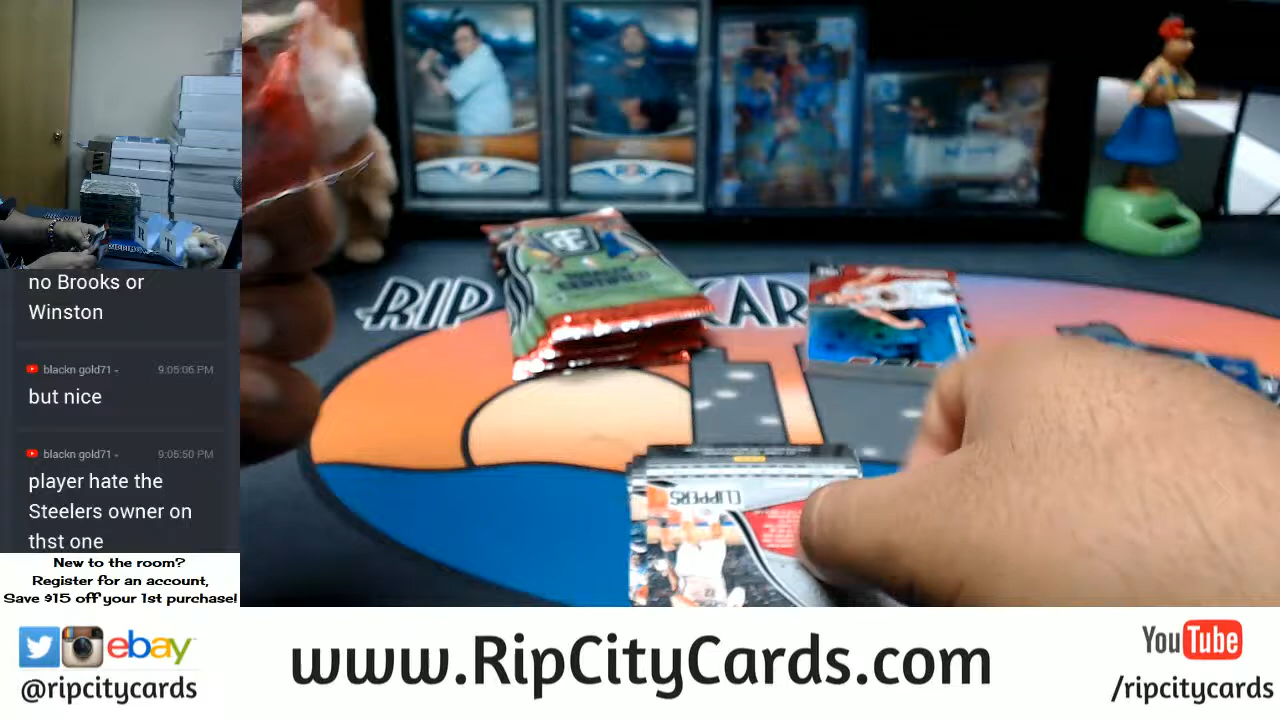 no Brooks or
Winston
blackn gold71
9:05:06 PM
but nice
blackn gold71
9:05:50 PM
player hate the
Steelers owner on
thst one
New to the room?
Register for an account,
Save $15 off your 1st purchase!
RIP
CAR
R T
CLIPPERS
ebay
@ripcitycards
www.RipCityCards.com
YouTube
/ripcitycards